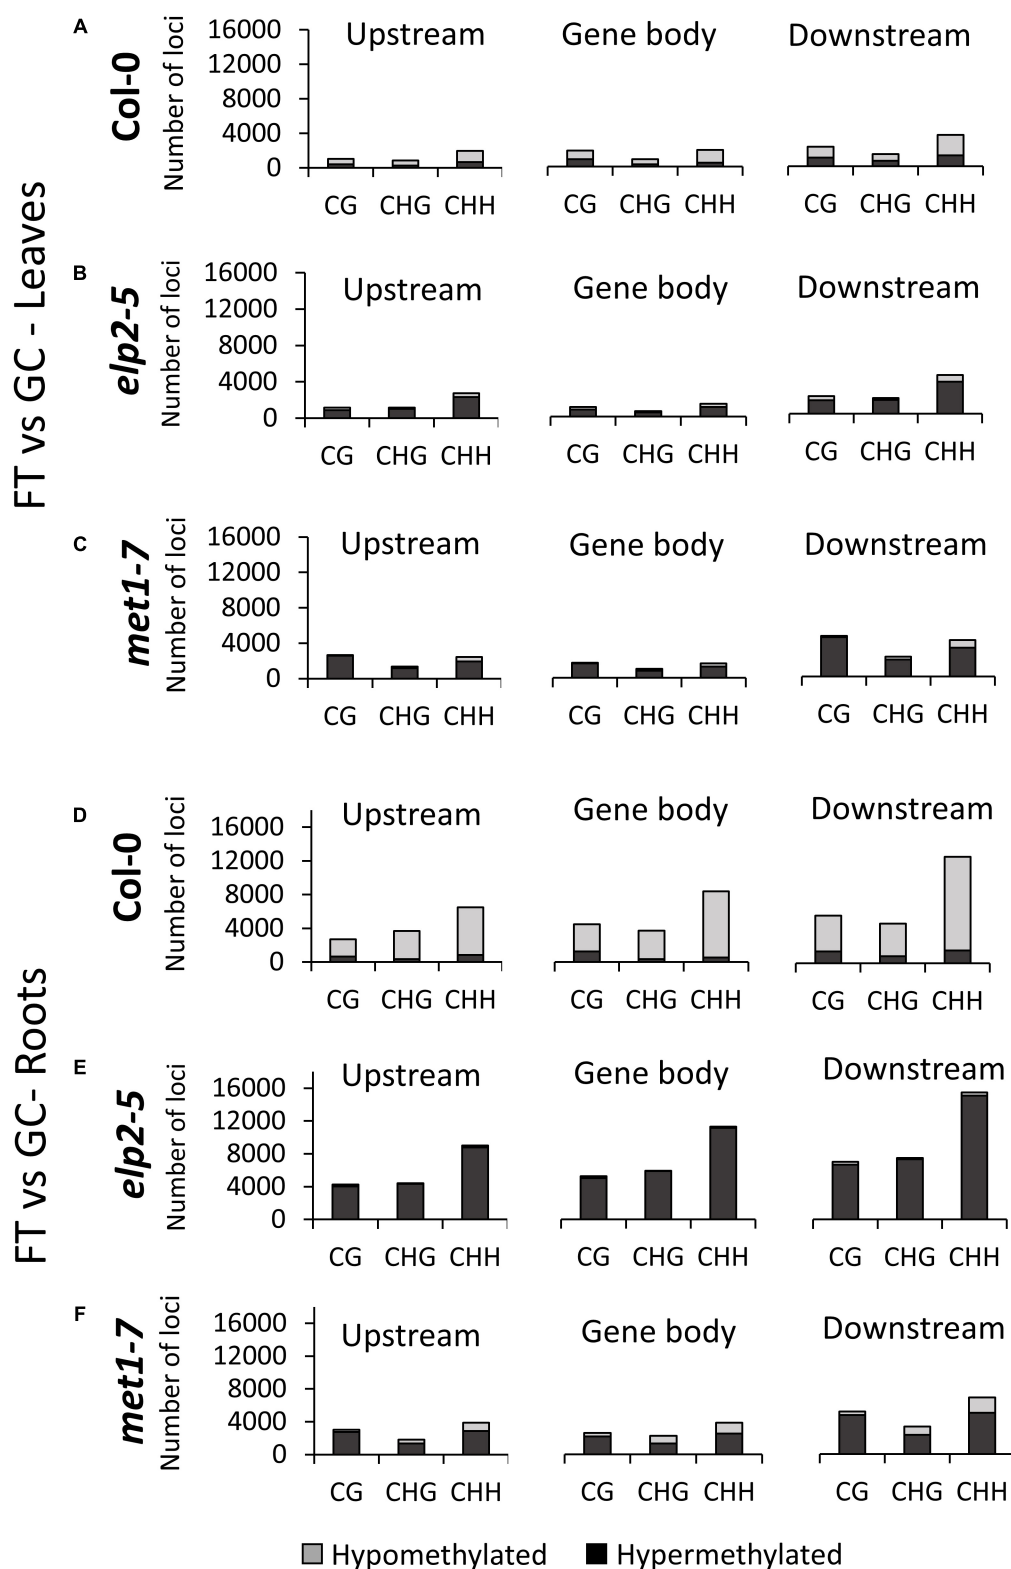 FT vs GC - Leaves
A
Col-0
Number of loci
16000
12000
8000
4000
0
Upstream
CG CHG CHH
Gene body
CG CHG CHH
Downstream
CG CHG CHH
B
elp2-5
Number of loci
16000
12000
8000
4000
0
Upstream
CG CHG CHH
Gene body
CG CHG CHH
Downstream
CG CHG CHH
C
met1-7
Number of loci
16000
12000
8000
4000
0
Upstream
CG CHG CHH
Gene body
CG CHG CHH
Downstream
CG CHG CHH
FT vs GC- Roots
D
Col-0
Number of loci
16000
12000
8000
4000
0
Upstream
CG CHG CHH
Gene body
CG CHG CHH
Downstream
CG CHG CHH
E
elp2-5
Number of loci
16000
12000
8000
4000
0
Upstream
CG CHG CHH
Gene body
CG CHG CHH
Downstream
CG CHG CHH
F
met1-7
Number of loci
16000
12000
8000
4000
0
Upstream
CG CHG CHH
Gene body
CG CHG CHH
Downstream
CG CHG CHH
Hypomethylated Hypermethylated